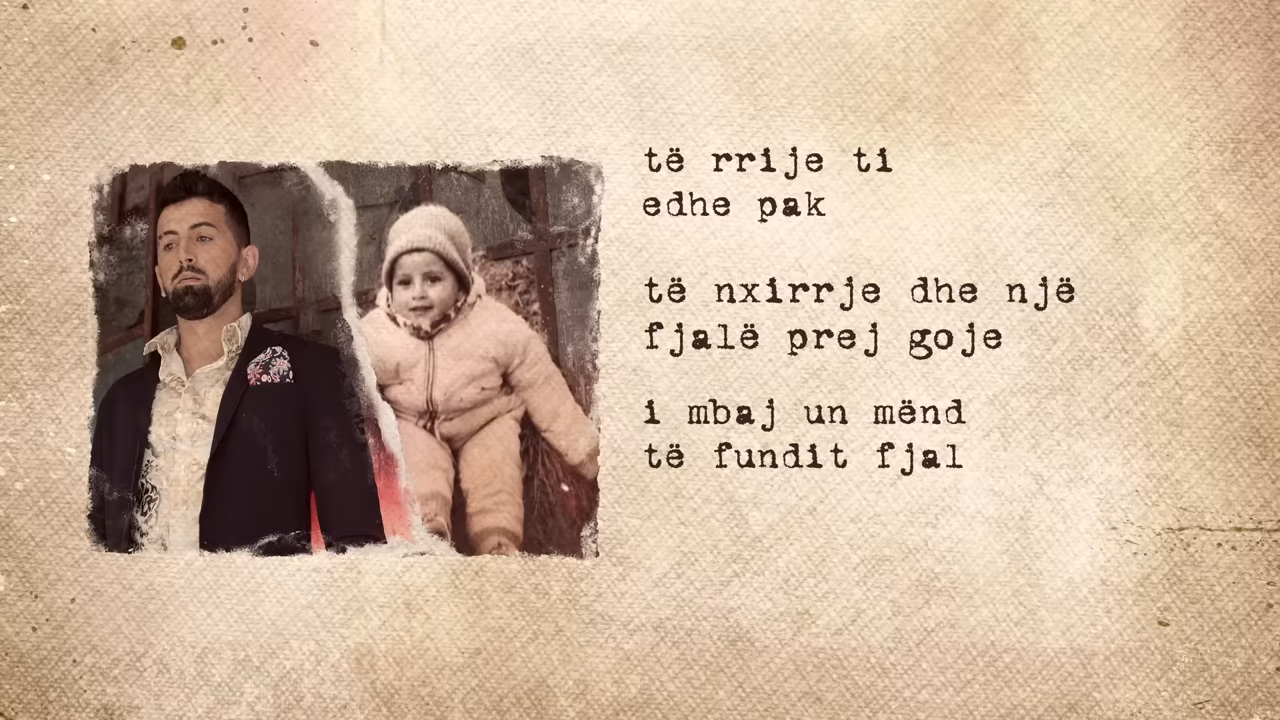 të rrije ti
edhe pak
të nxirrje dhe një
fjalë prej goje
i mbaj un mënd
të fundit fjal